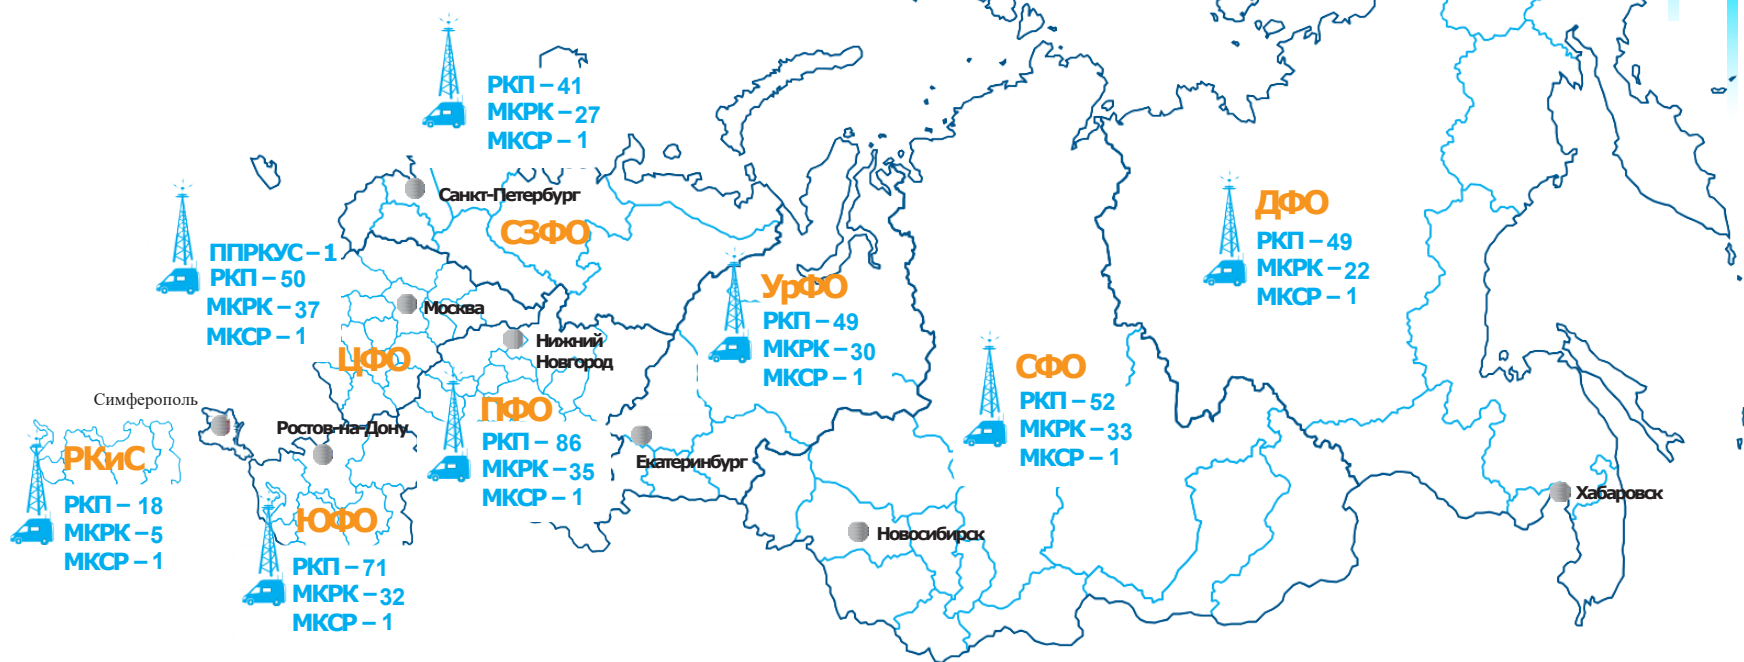 РКП – 41
МКРК – 27
МКСР – 1
Санкт-Петербург
СЗФО
ППРКУС – 1
РКП – 50
МКРК – 37
МКСР – 1
Москва
ЦФО
Нижний
Новгород
ПФО
РКП – 86
МКРК – 35
МКСР – 1
УрФО
РКП – 49
МКРК – 30
МКСР – 1
Екатеринбург
ДФО
РКП – 49
МКРК – 22
МКСР – 1
СФО
РКП – 52
МКРК – 33
МКСР – 1
Новосибирск
Хабаровск
Симферополь
РКиС
РКП – 18
МКРК – 5
МКСР – 1
Ростов-на-Дону
ЮФО
РКП – 71
МКРК – 32
МКСР – 1